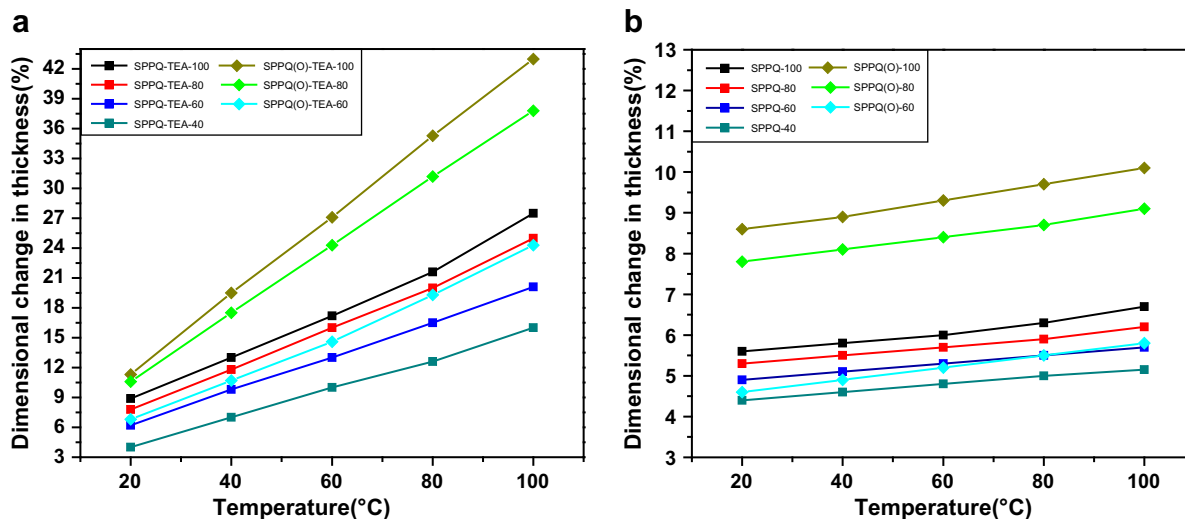 a
Dimensional change in thickness(%)
42
39
36
33
30
27
24
21
18
15
12
9
6
3
SPPQ-TEA-100
SPPQ-TEA-80
SPPQ-TEA-60
SPPQ-TEA-40
SPPQ(O)-TEA-100
SPPQ(O)-TEA-80
SPPQ(O)-TEA-60
20 40 60 80 100
Temperature(°C)
b
Dimensional change in thickness(%)
13
12
11
10
9
8
7
6
5
4
3
SPPQ-100
SPPQ-80
SPPQ-60
SPPQ-40
SPPQ(O)-100
SPPQ(O)-80
SPPQ(O)-60
20 40 60 80 100
Temperature(°C)